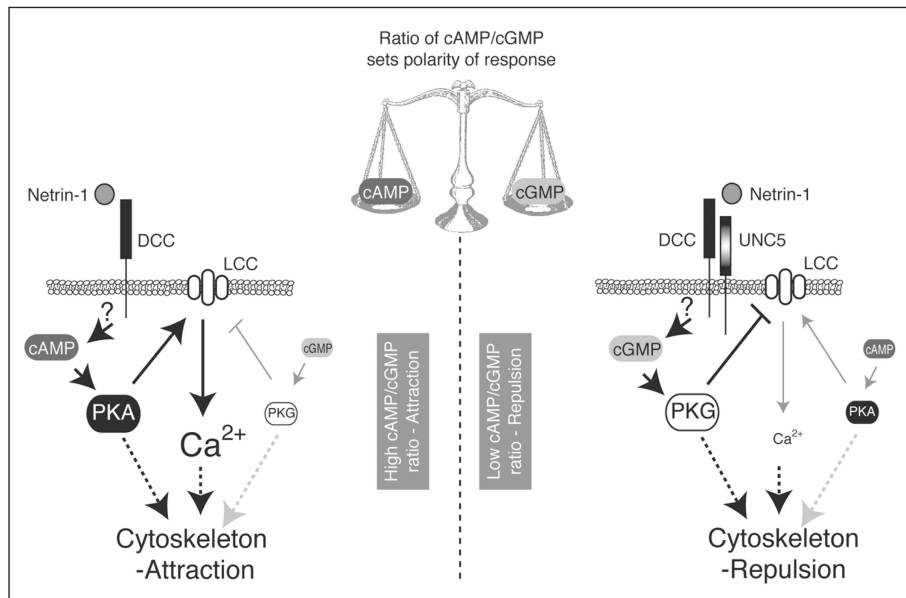 Ratio of cAMP/cGMP
sets polarity of response
cAMP
cGMP
Netrin-1
DCC
LCC
?
cAMP
cGMP
PKA
PKG
Ca2+
Cytoskeleton
-Attraction
High cAMP/cGMP
ratio - Attraction
Low cAMP/cGMP
ratio - Repulsion
Netrin-1
DCC
UNC5
LCC
?
cGMP
cAMP
PKG
PKA
Ca2+
Cytoskeleton
-Repulsion